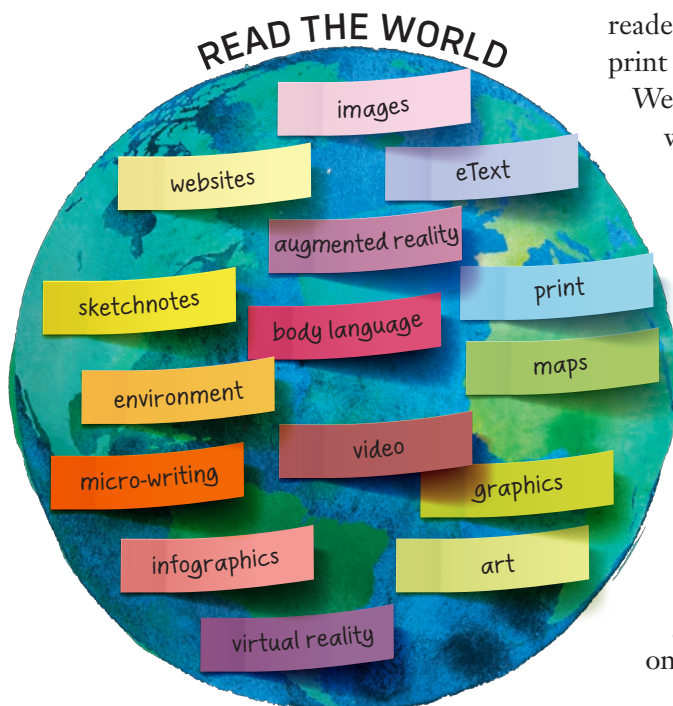 READ THE WORLD
reade
print
We
w
images
websites
eText
augmented reality
sketchnotes
print
body language
maps
environment
video
micro-writing
graphics
infographics
art
virtual reality
on